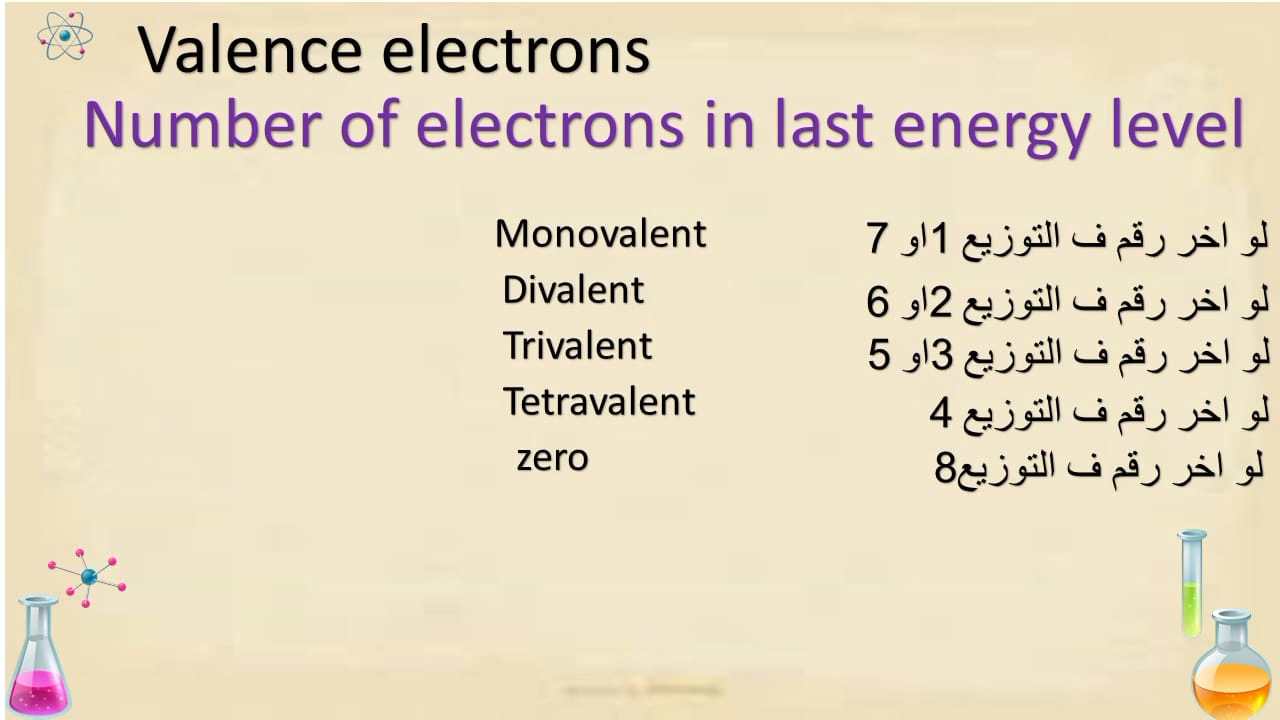 Valence electrons
Number of electrons in last energy level
Monovalent لو اخر رقم ف التوزيع 1او 7
Divalent لو اخر رقم ف التوزيع 2او 6
Trivalent لو اخر رقم ف التوزيع 3او 5
Tetravalent لو اخر رقم ف التوزيع 4
zero لو اخر رقم ف التوزيع8